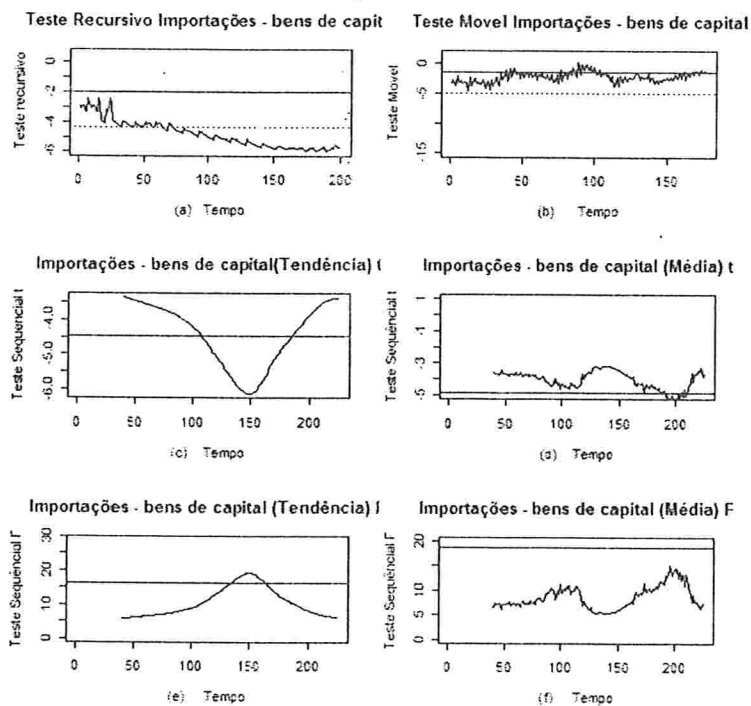 Teste Recursivo Importações - bens de capit
Teste recursivo
0
-2
-4
-6
0 50 100 150 200
(a) Tempo
Teste Movel Importações - bens de capital
Teste Movel
0
-5
-15
0 50 100 150
(b) Tempo
Importações - bens de capital(Tendência) t
Teste Sequêncial t
-4.0
-5.0
-6.0
0 50 100 150 200
(c) Tempo
Importações - bens de capital (Média) t
Teste Sequêncial t
1
-1
-3
-5
0 50 100 150 200
(d) Tempo
Importações - bens de capital (Tendência) F
Teste Sequêncial F
30
20
10
0
0 50 100 150 200
(e) Tempo
Importações - bens de capital (Média) F
Teste Sequêncial F
20
15
10
5
0
0 50 100 150 200
(f) Tempo